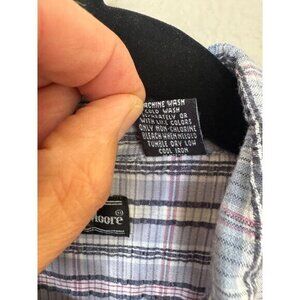 MACHINE WASH
COLD WASH
SEPARATELY OR
WITH LIKE COLORS
ONLY NON-CHLORINE
BLEACH WHEN NEEDED
TUMBLE DRY LOW
COOL IRON
Moore